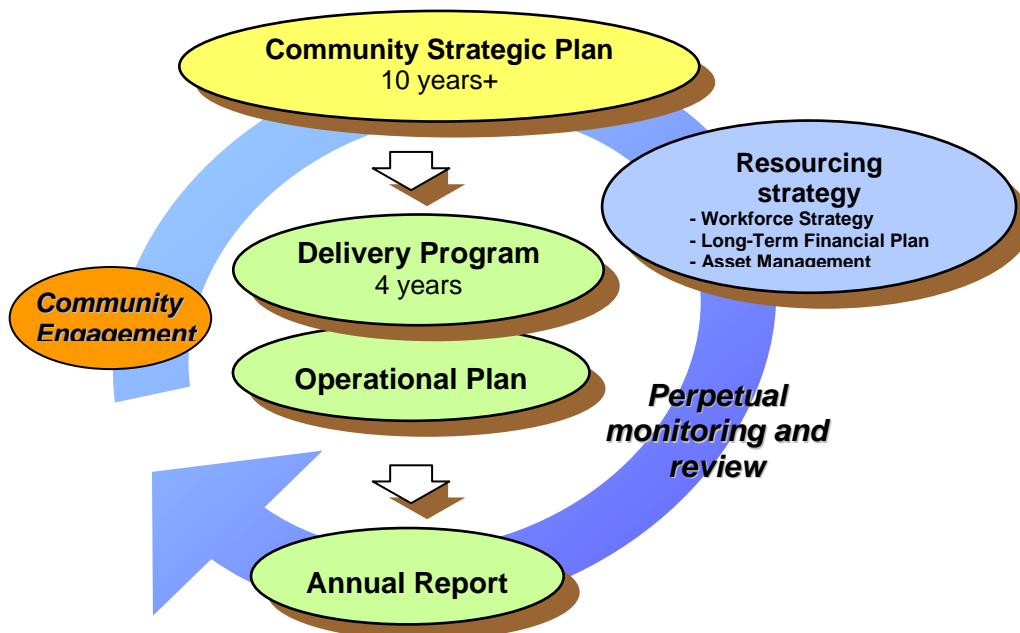 Community Strategic Plan
10 years+
Resourcing
strategy
- Workforce Strategy
- Long-Term Financial Plan
- Asset Management
Delivery Program
4 years
Community
Engagement
Operational Plan
Perpetual
monitoring and
review
Annual Report